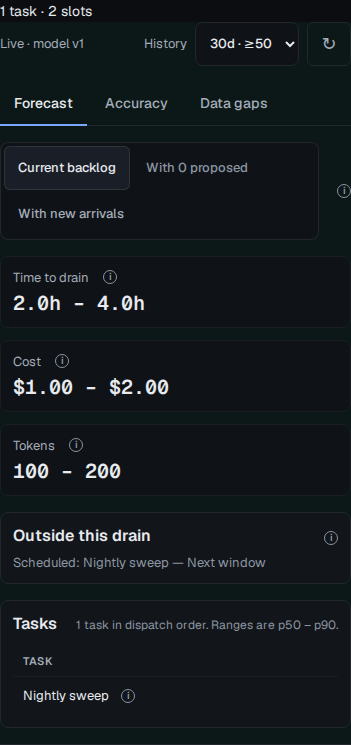 1 task · 2 slots
Live · model v1 History 30d · ≥50
Forecast Accuracy Data gaps
Current backlog With 0 proposed
With new arrivals
Time to drain
2.0h – 4.0h
Cost
$1.00 – $2.00
Tokens
100 – 200
Outside this drain
Scheduled: Nightly sweep — Next window
Tasks 1 task in dispatch order. Ranges are p50 – p90.
TASK
Nightly sweep